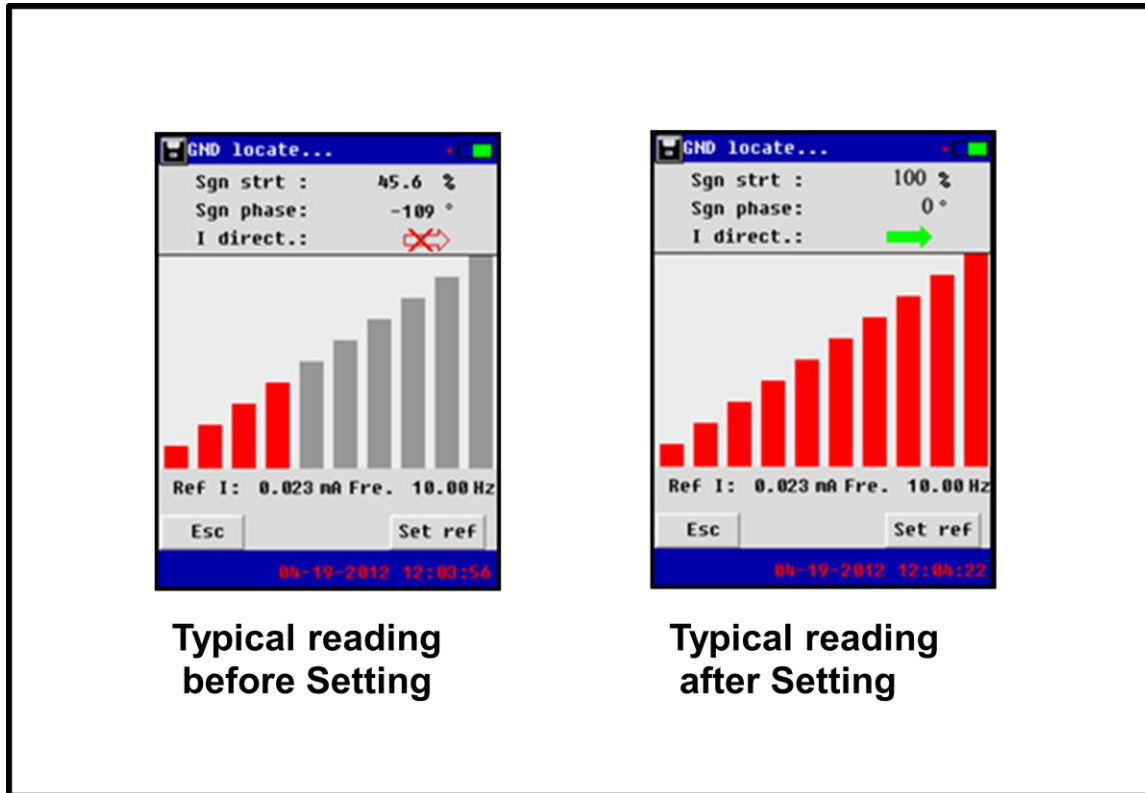 GND locate...
Sgn strt : 45.6 %
Sgn phase: -109 °
I direct.:
Ref I: 0.023 mA Fre. 10.00 Hz
Esc Set ref
04-19-2012 12:03:56
Typical reading
before Setting
GND locate...
Sgn strt : 100 %
Sgn phase: 0 °
I direct.:
Ref I: 0.023 mA Fre. 10.00 Hz
Esc Set ref
04-19-2012 12:04:22
Typical reading
after Setting